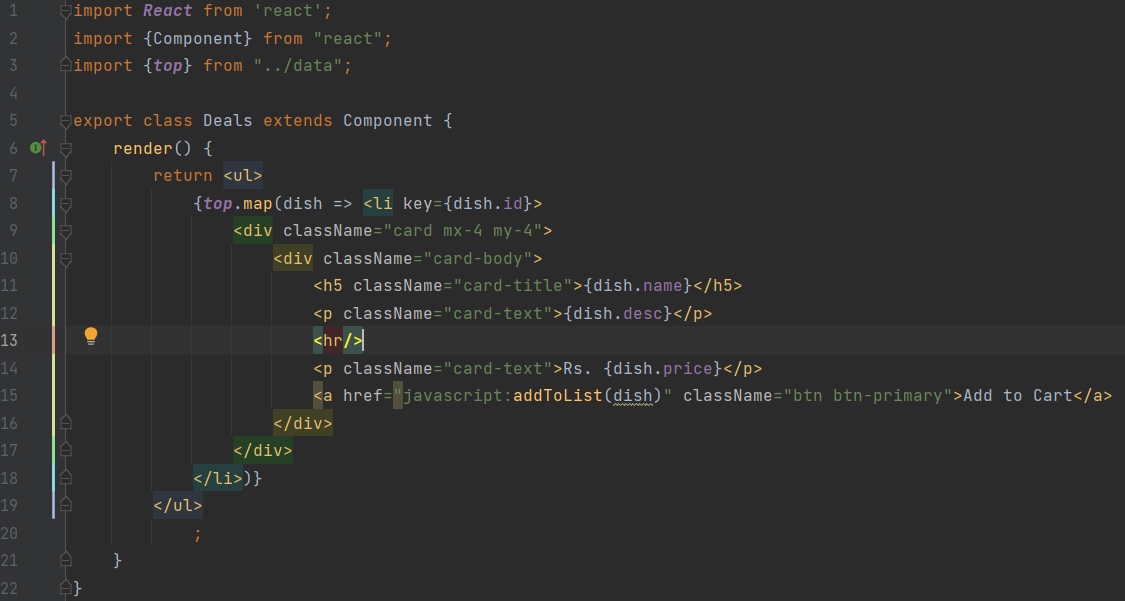 1 import React from 'react';
2 import {Component} from "react";
3 import {top} from "../data";
4
5 export class Deals extends Component {
6 render() {
7 return <ul>
8 {top.map(dish => <li key={dish.id}>
9 <div className="card mx-4 my-4">
10 <div className="card-body">
11 <h5 className="card-title">{dish.name}</h5>
12 <p className="card-text">{dish.desc}</p>
13 <hr/>
14 <p className="card-text">Rs. {dish.price}</p>
15 <a href="javascript:addToList(dish)" className="btn btn-primary">Add to Cart</a>
16 </div>
17 </div>
18 </li>)}
19 </ul>
20 ;
21 }
22 }